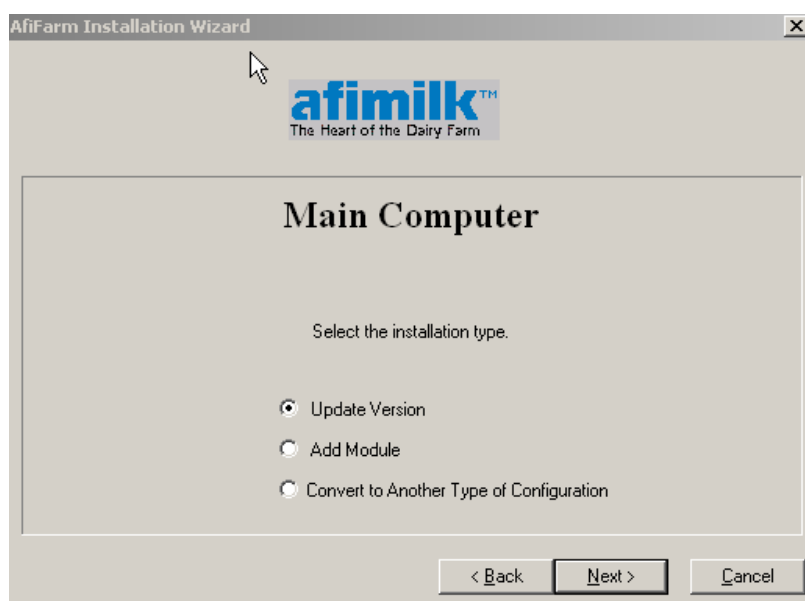 AfiFarm Installation Wizard
afimilk™
The Heart of the Dairy Farm
Main Computer
Select the installation type.
Update Version
Add Module
Convert to Another Type of Configuration
< Back Next > Cancel